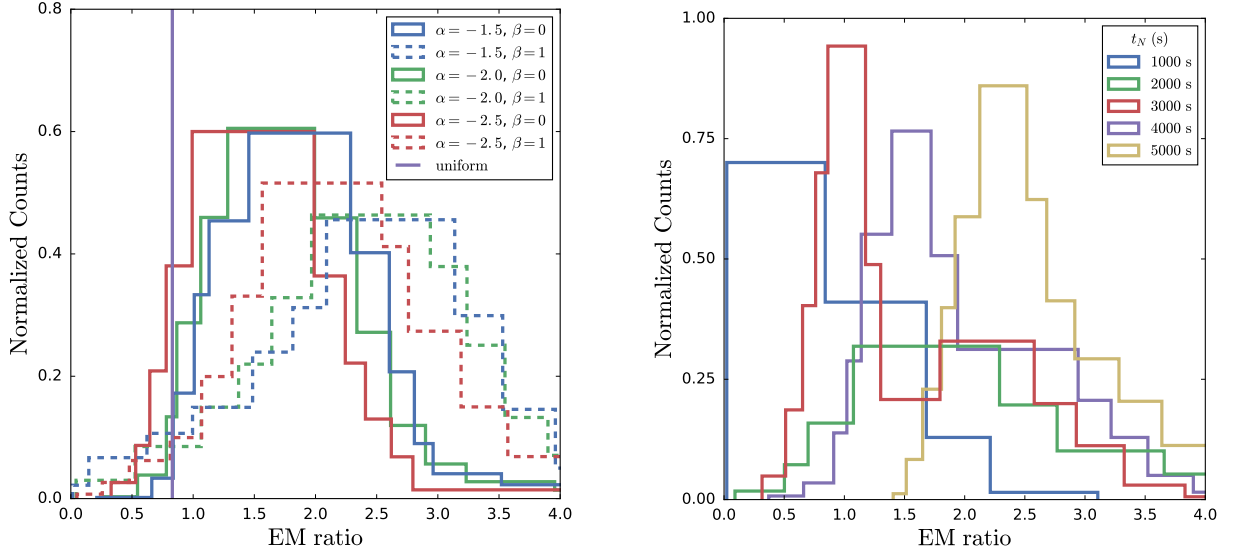 0.8
0.6
0.4
0.2
0.0
Normalized Counts
0.0 0.5 1.0 1.5 2.0 2.5 3.0 3.5 4.0
EM ratio
α = −1.5, β = 0
α = −1.5, β = 1
α = −2.0, β = 0
α = −2.0, β = 1
α = −2.5, β = 0
α = −2.5, β = 1
uniform
1.00
0.75
0.50
0.25
0.00
Normalized Counts
0.0 0.5 1.0 1.5 2.0 2.5 3.0 3.5 4.0
EM ratio
t_N (s)
1000 s
2000 s
3000 s
4000 s
5000 s